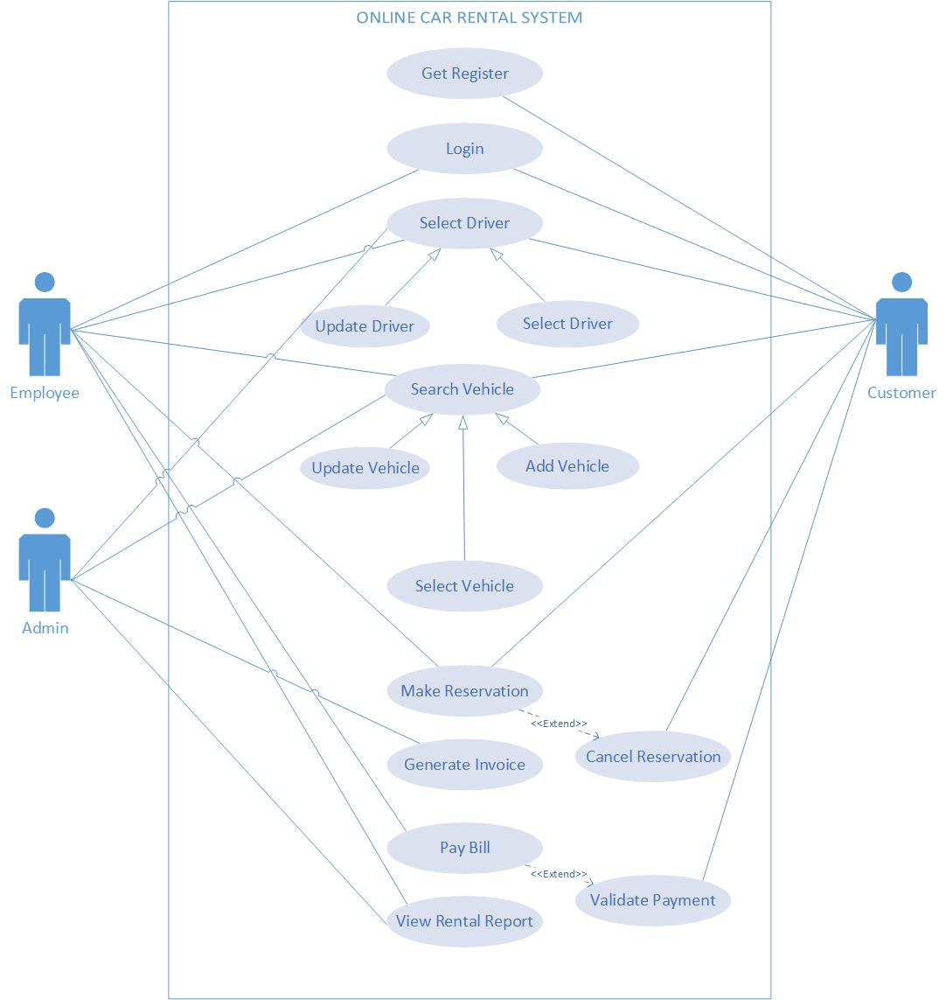 ONLINE CAR RENTAL SYSTEM
Get Register
Login
Select Driver
Update Driver
Select Driver
Employee
Customer
Search Vehicle
Update Vehicle
Add Vehicle
Select Vehicle
Admin
Make Reservation
<<Extend>>
Cancel Reservation
Generate Invoice
Pay Bill
<<Extend>>
Validate Payment
View Rental Report